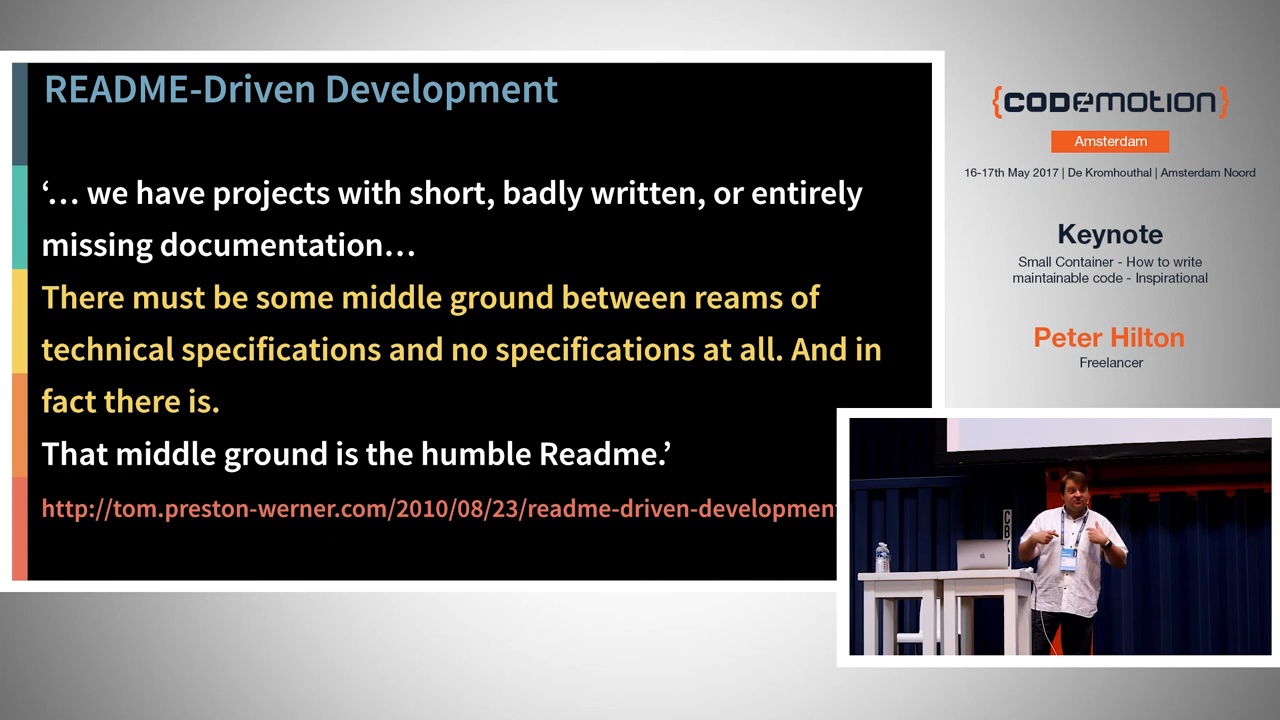 README-Driven Development
‘… we have projects with short, badly written, or entirely
missing documentation…
There must be some middle ground between reams of
technical specifications and no specifications at all. And in
fact there is.
That middle ground is the humble Readme.’
http://tom.preston-werner.com/2010/08/23/readme-driven-development
{CODEMOTION}
Amsterdam
16-17th May 2017 | De Kromhouthal | Amsterdam Noord
Keynote
Small Container - How to write
maintainable code - Inspirational
Peter Hilton
Freelancer